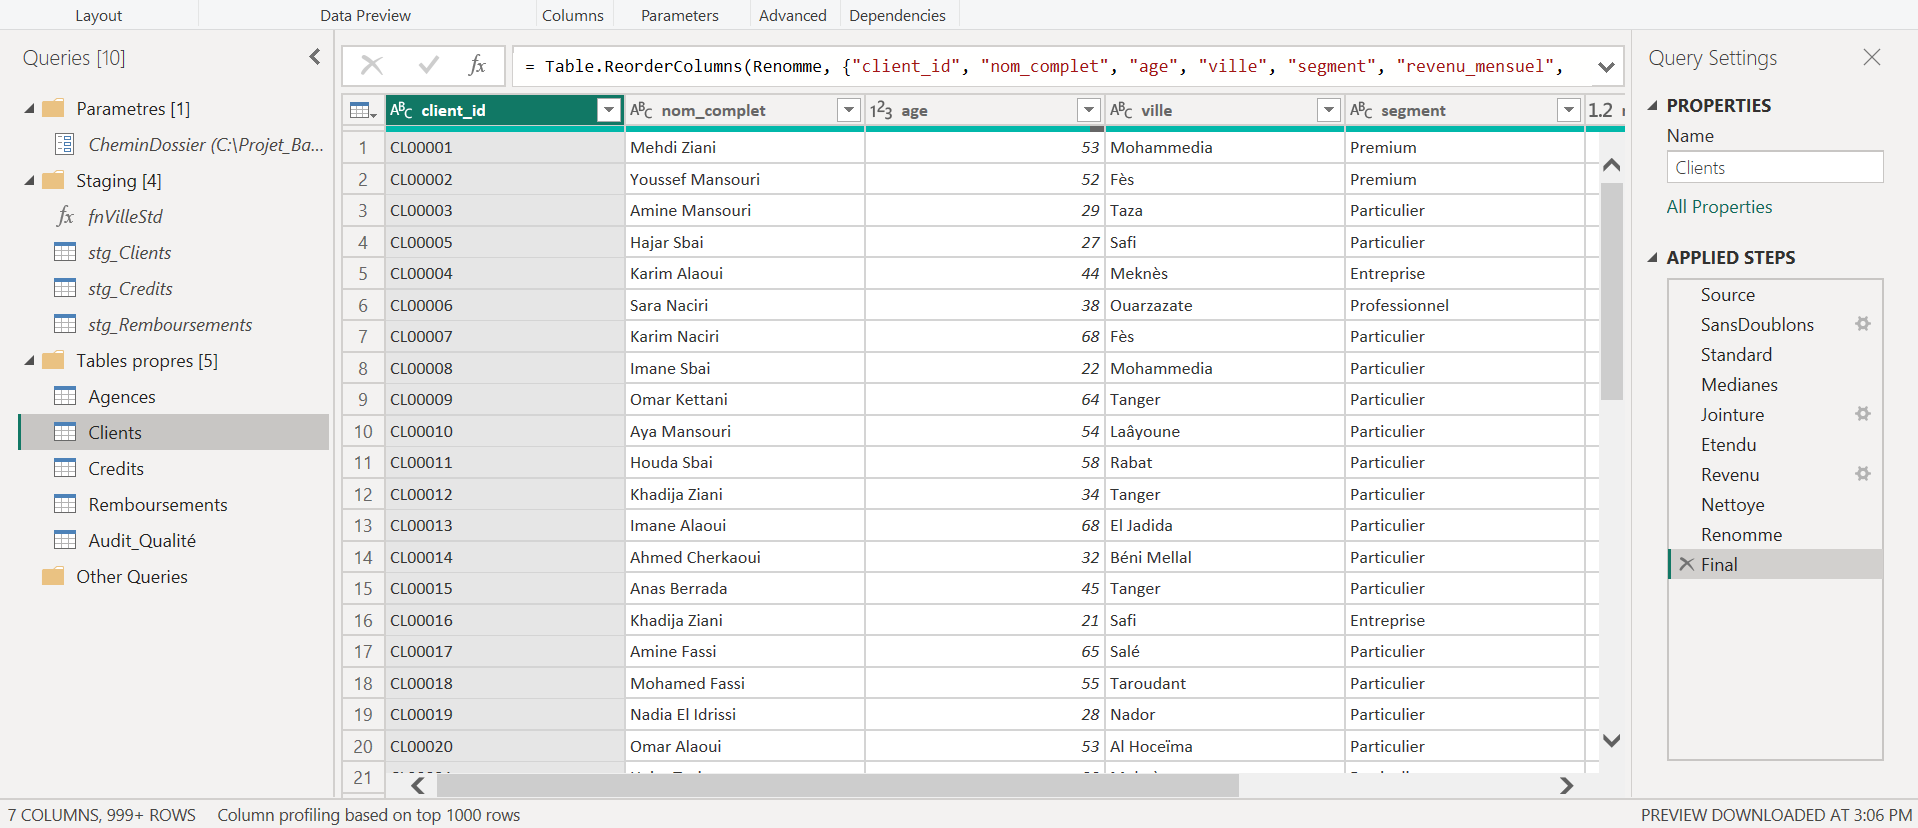 Layout Data Preview Columns Parameters Advanced Dependencies
Queries [10]
Parametres [1]
CheminDossier (C:\Projet_Ba...
Staging [4]
fx fnVilleStd
stg_Clients
stg_Credits
stg_Remboursements
Tables propres [5]
Agences
Clients
Credits
Remboursements
Audit_Qualité
Other Queries
fx = Table.ReorderColumns(Renomme, {"client_id", "nom_complet", "age", "ville", "segment", "revenu_mensuel",
ABC client_id ABC nom_complet 123 age ABC ville ABC segment 1.2
1 CL00001 Mehdi Ziani 53 Mohammedia Premium
2 CL00002 Youssef Mansouri 52 Fès Premium
3 CL00003 Amine Mansouri 29 Taza Particulier
4 CL00005 Hajar Sbai 27 Safi Particulier
5 CL00004 Karim Alaoui 44 Meknès Entreprise
6 CL00006 Sara Naciri 38 Ouarzazate Professionnel
7 CL00007 Karim Naciri 68 Fès Particulier
8 CL00008 Imane Sbai 22 Mohammedia Particulier
9 CL00009 Omar Kettani 64 Tanger Particulier
10 CL00010 Aya Mansouri 54 Laâyoune Particulier
11 CL00011 Houda Sbai 58 Rabat Particulier
12 CL00012 Khadija Ziani 34 Tanger Particulier
13 CL00013 Imane Alaoui 68 El Jadida Particulier
14 CL00014 Ahmed Cherkaoui 32 Béni Mellal Particulier
15 CL00015 Anas Berrada 45 Tanger Particulier
16 CL00016 Khadija Ziani 21 Safi Entreprise
17 CL00017 Amine Fassi 65 Salé Particulier
18 CL00018 Mohamed Fassi 55 Taroudant Particulier
19 CL00019 Nadia El Idrissi 28 Nador Particulier
20 CL00020 Omar Alaoui 53 Al Hoceïma Particulier
21
Query Settings
PROPERTIES
Name
Clients
All Properties
APPLIED STEPS
Source
SansDoublons
Standard
Medianes
Jointure
Etendu
Revenu
Nettoye
Renomme
Final
7 COLUMNS, 999+ ROWS Column profiling based on top 1000 rows PREVIEW DOWNLOADED AT 3:06 PM